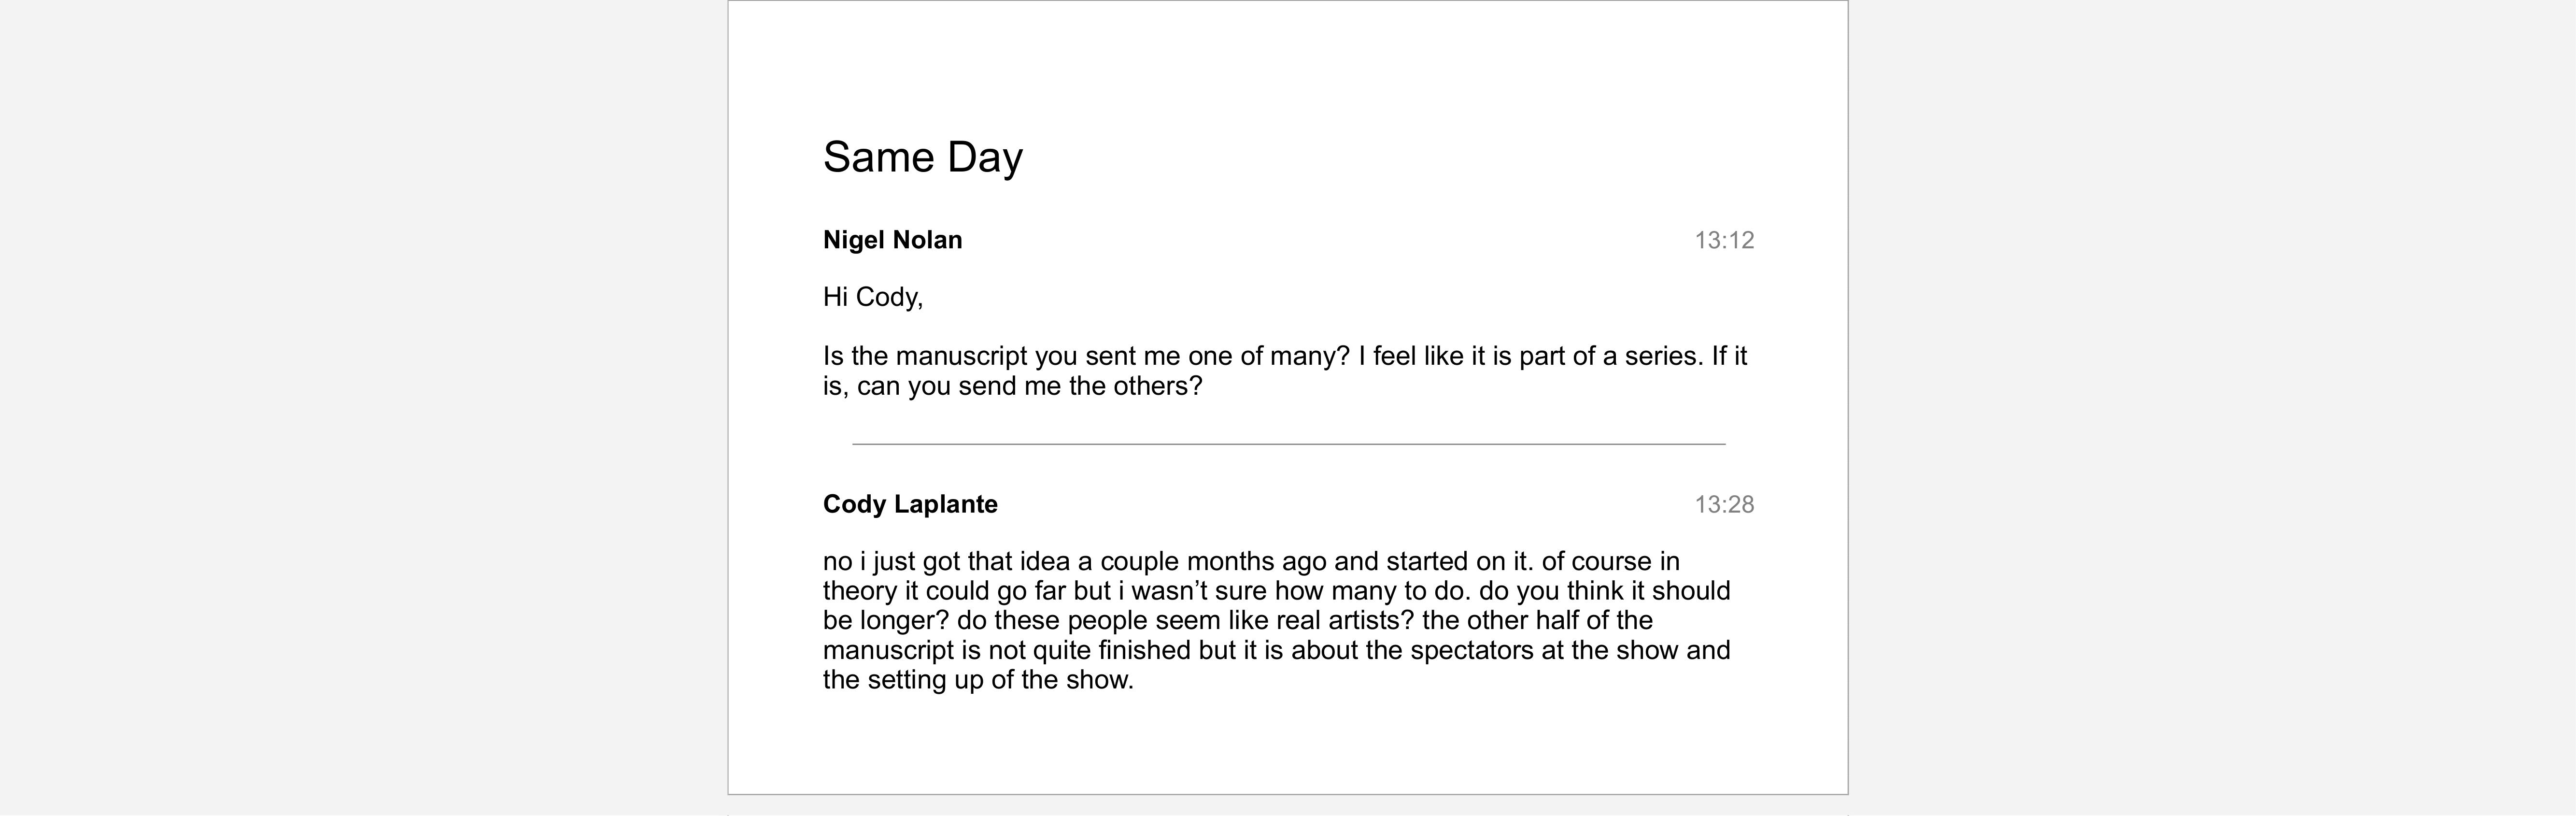 Same Day
Nigel Nolan 13:12
Hi Cody,
Is the manuscript you sent me one of many? I feel like it is part of a series. If it
is, can you send me the others?
Cody Laplante 13:28
no i just got that idea a couple months ago and started on it. of course in
theory it could go far but i wasn’t sure how many to do. do you think it should
be longer? do these people seem like real artists? the other half of the
manuscript is not quite finished but it is about the spectators at the show and
the setting up of the show.